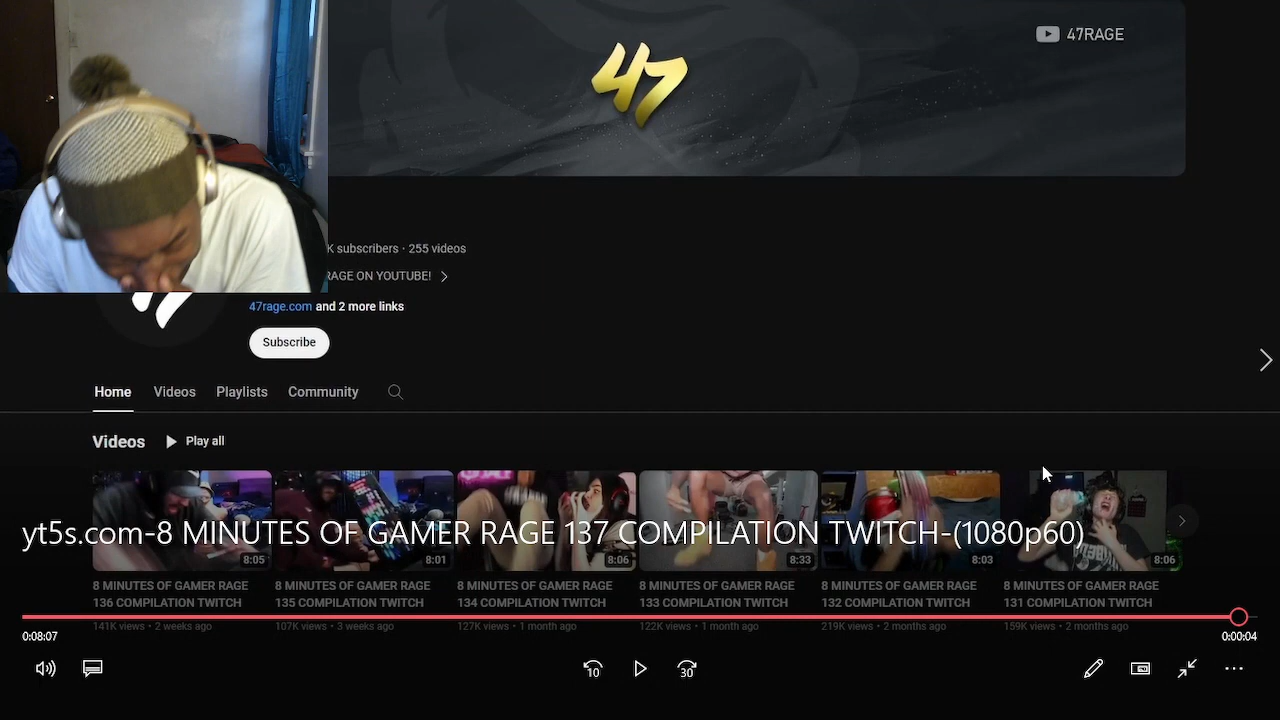 47
47RAGE
K subscribers · 255 videos
RAGE ON YOUTUBE!
47rage.com and 2 more links
Subscribe
Home Videos Playlists Community
Videos Play all
yt5s.com-8 MINUTES OF GAMER RAGE 137 COMPILATION TWITCH-(1080p60)
8:05 8:01 8:06 8:33 8:03 8:06
8 MINUTES OF GAMER RAGE 8 MINUTES OF GAMER RAGE 8 MINUTES OF GAMER RAGE 8 MINUTES OF GAMER RAGE 8 MINUTES OF GAMER RAGE 8 MINUTES OF GAMER RAGE
136 COMPILATION TWITCH 135 COMPILATION TWITCH 134 COMPILATION TWITCH 133 COMPILATION TWITCH 132 COMPILATION TWITCH 131 COMPILATION TWITCH
141K views · 2 weeks ago 107K views · 3 weeks ago 127K views · 1 month ago 122K views · 1 month ago 219K views · 2 months ago 159K views · 2 months ago
0:08:07 0:00:04
10 30